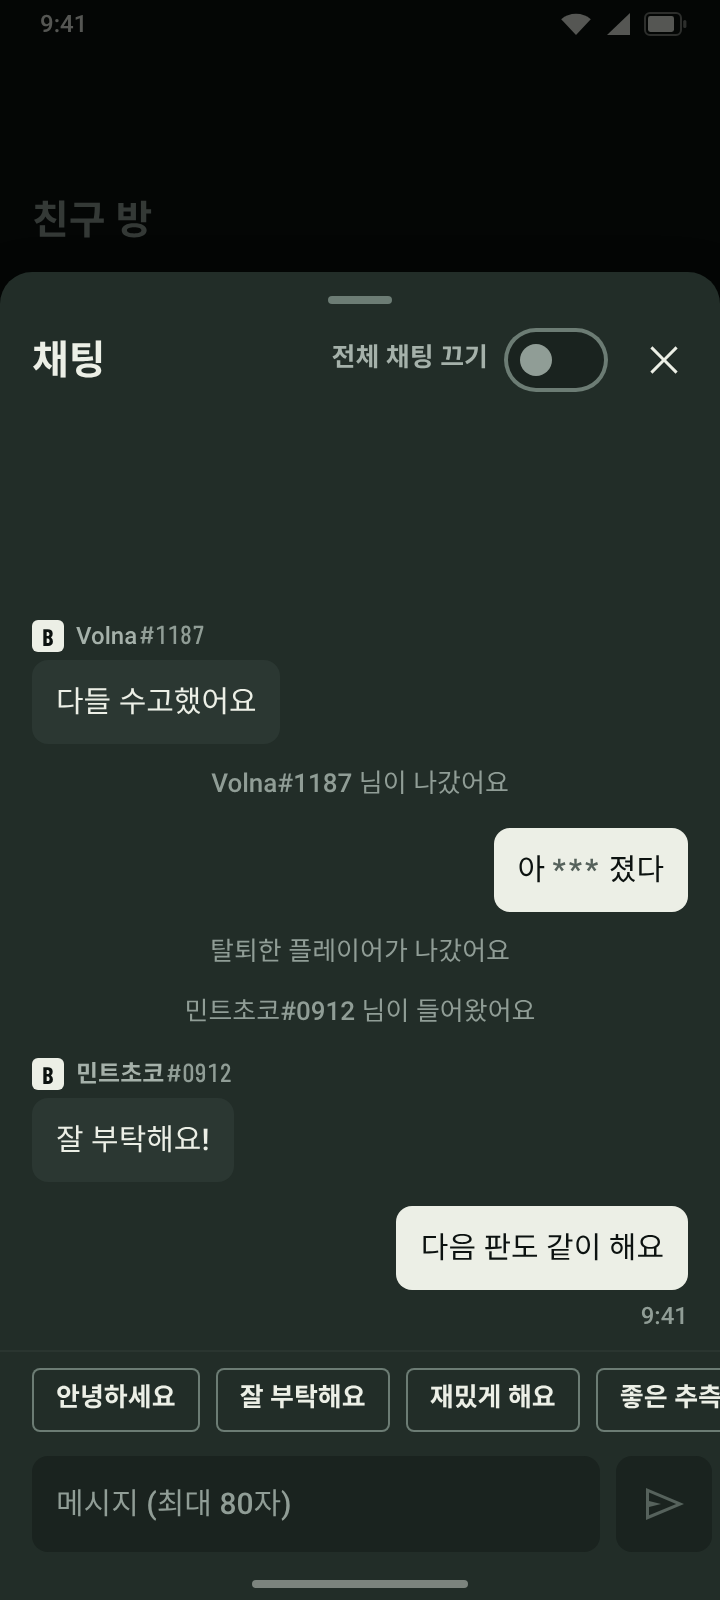 9:41
친구 방
채팅
전체 채팅 끄기
B Volna#1187
다들 수고했어요
Volna#1187 님이 나갔어요
아 *** 졌다
탈퇴한 플레이어가 나갔어요
민트초코#0912 님이 들어왔어요
B 민트초코#0912
잘 부탁해요!
다음 판도 같이 해요
9:41
안녕하세요 잘 부탁해요 재밌게 해요 좋은 추측
메시지 (최대 80자)